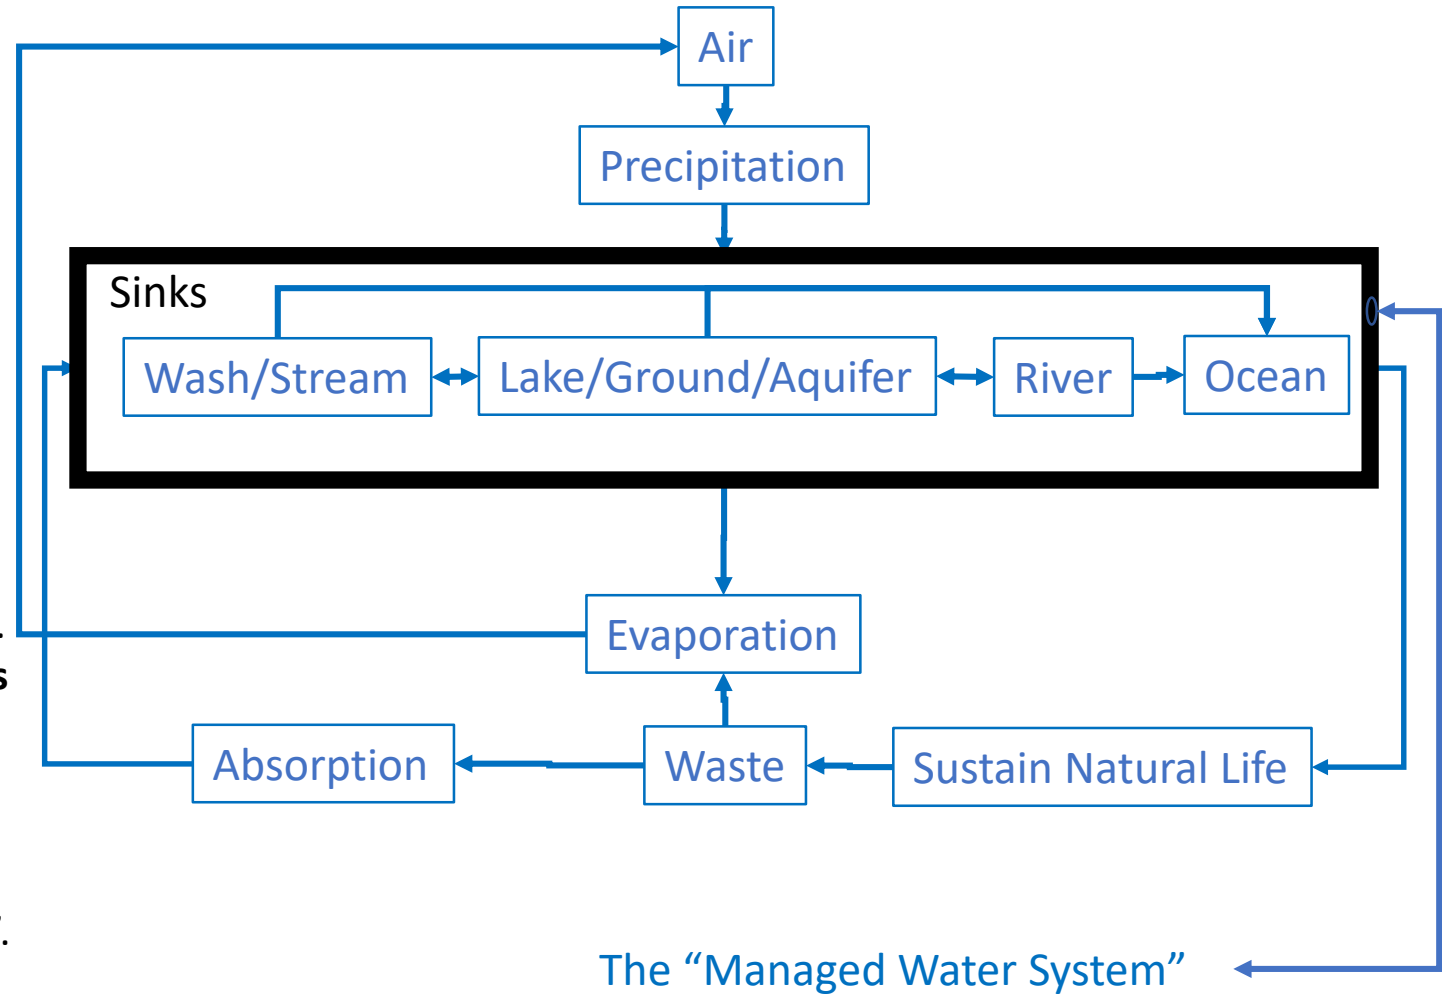 Air
Precipitation
Sinks
Wash/Stream
Lake/Ground/Aquifer
River
Ocean
Evaporation
.
s
Absorption
Waste
Sustain Natural Life
.
The “Managed Water System”